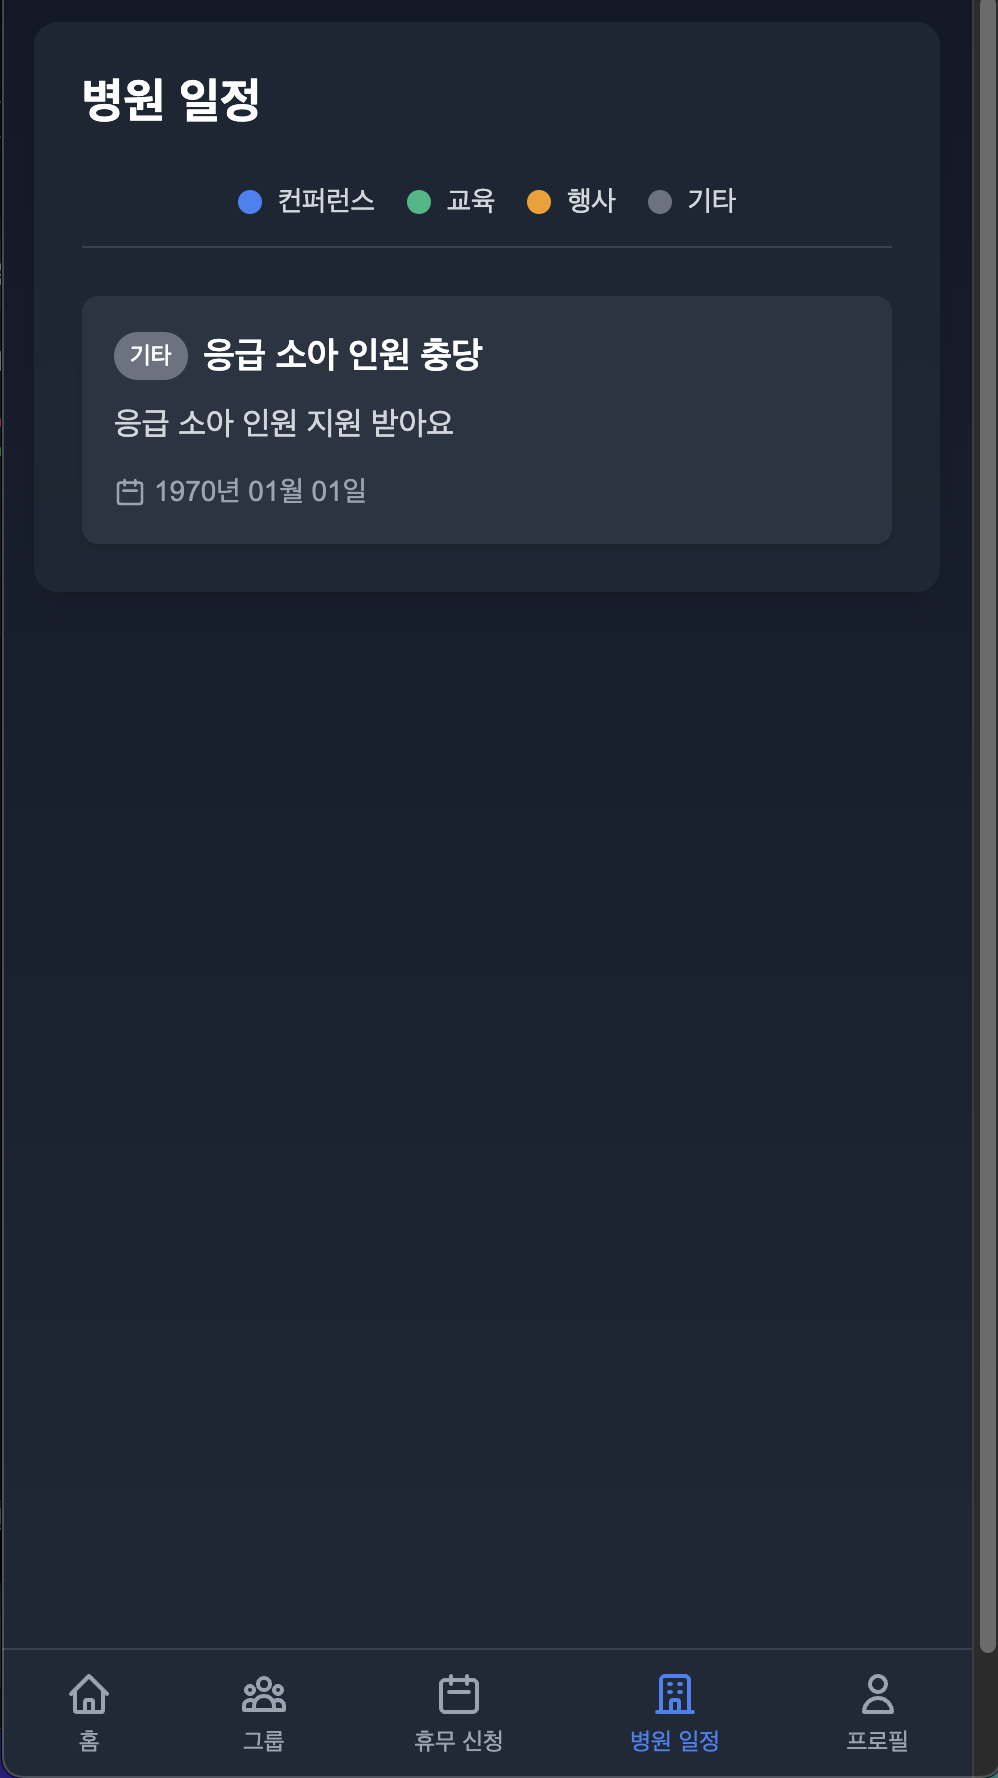 병원 일정
컨퍼런스 교육 행사 기타
기타 응급 소아 인원 충당
응급 소아 인원 지원 받아요
1970년 01월 01일
홈 그룹 휴무 신청 병원 일정 프로필